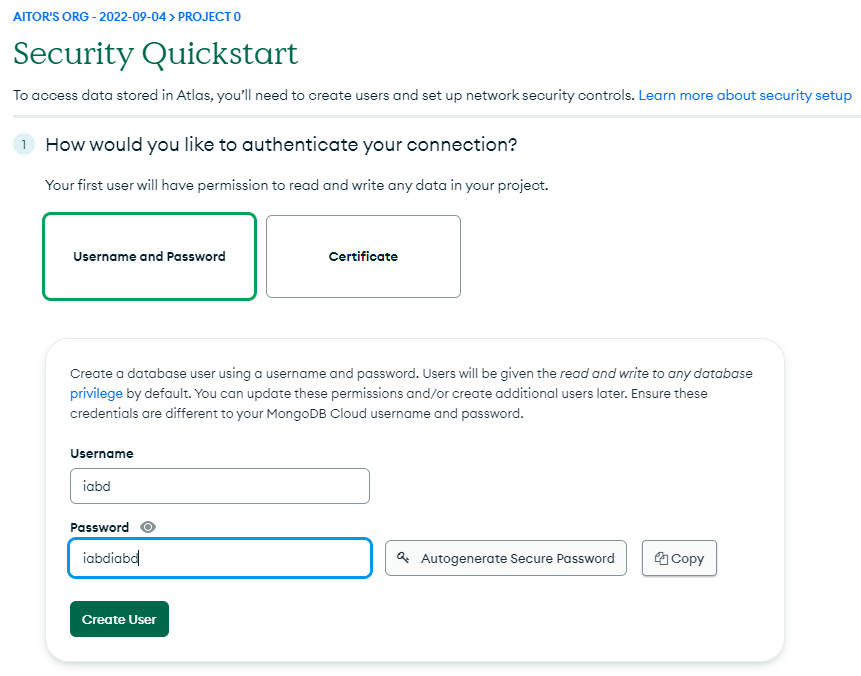 AITOR'S ORG - 2022-09-04 > PROJECT 0
Security Quickstart
To access data stored in Atlas, you’ll need to create users and set up network security controls. Learn more about security setup
1 How would you like to authenticate your connection?
Your first user will have permission to read and write any data in your project.
Username and Password Certificate
Create a database user using a username and password. Users will be given the read and write to any database
privilege by default. You can update these permissions and/or create additional users later. Ensure these
credentials are different to your MongoDB Cloud username and password.
Username
iabd
Password
iabdiabd Autogenerate Secure Password Copy
Create User